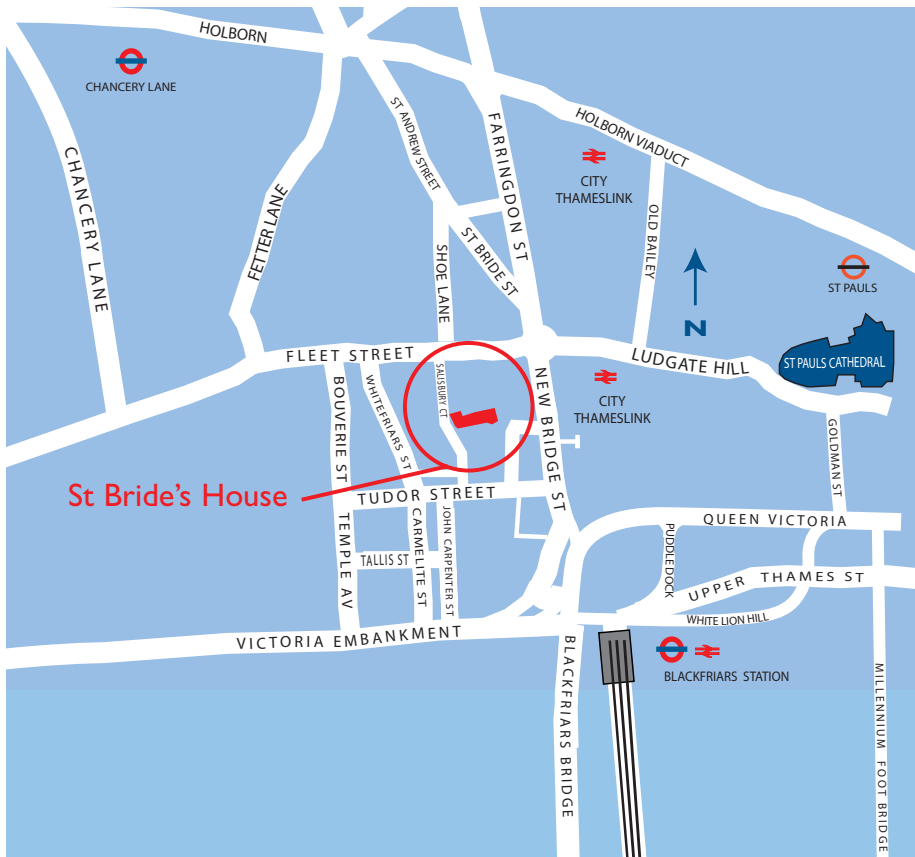 HOLBORN
CHANCERY LANE
ST ANDREW STREET
FARRINGDON ST
HOLBORN VIADUCT
CITY
THAMESLINK
CHANCERY LANE
FETTER LANE
OLD BAILEY
SHOE LANE
ST BRIDE ST
ST PAULS
N
FLEET STREET
LUDGATE HILL
ST PAULS CATHEDRAL
SALISBURY CT
WHITEFRIARS ST
BOUVERIE ST
NEW BRIDGE ST
CITY
THAMESLINK
GOLDMAN ST
St Bride's House
TUDOR STREET
QUEEN VICTORIA
TEMPLE AV
CARMELITE ST
JOHN CARPENTER ST
PUDDLEDOCK
TALLIS ST
UPPER THAMES ST
WHITE LION HILL
VICTORIA EMBANKMENT
BLACKFRIARS BRIDGE
BLACKFRIARS STATION
MILLENNIUM FOOT BRIDGE